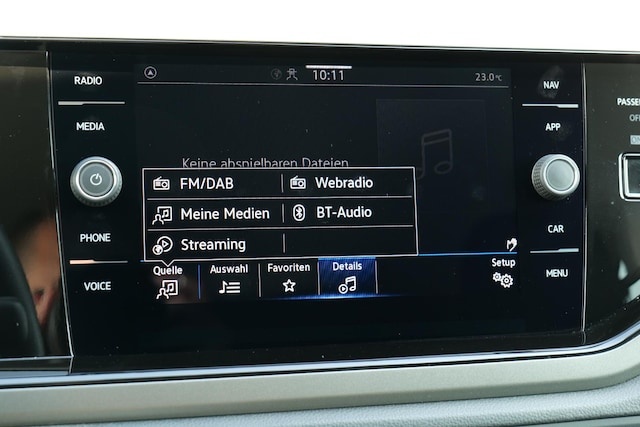 RADIO
MEDIA
PHONE
VOICE
10:11
23.0°C
Keine abspielbaren Dateien
FM/DAB
Webradio
Meine Medien
BT-Audio
Streaming
Quelle
Auswahl
Favoriten
Details
Setup
NAV
APP
CAR
MENU